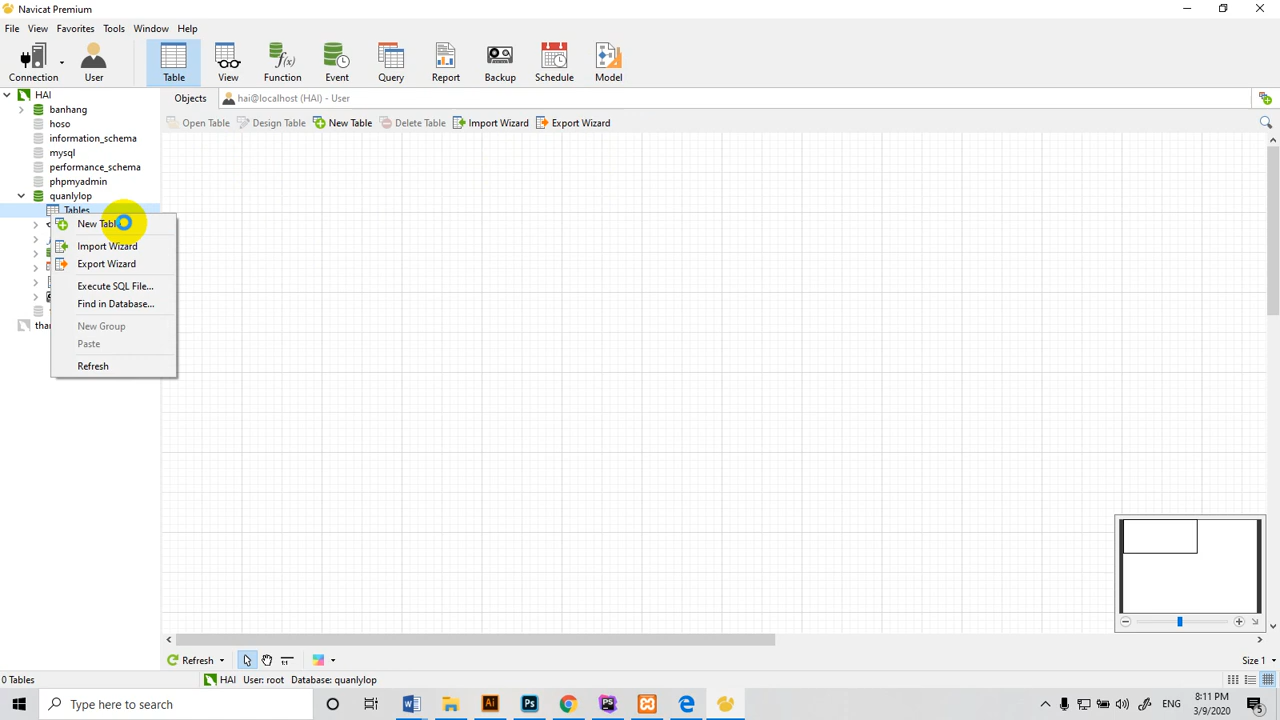 Navicat Premium
File View Favorites Tools Window Help
Connection User Table View Function Event Query Report Backup Schedule Model
HAI
banhang
hoso
information_schema
mysql
performance_schema
phpmyadmin
quanlylop
Tables
Objects hai@localhost (HAI) - User
Open Table Design Table New Table Delete Table Import Wizard Export Wizard
New Table
Import Wizard
Export Wizard
Execute SQL File...
Find in Database...
New Group
Paste
Refresh
Refresh
Size 1
0 Tables HAI User: root Database: quanlylop
Type here to search
ENG
8:11 PM
3/9/2020
5